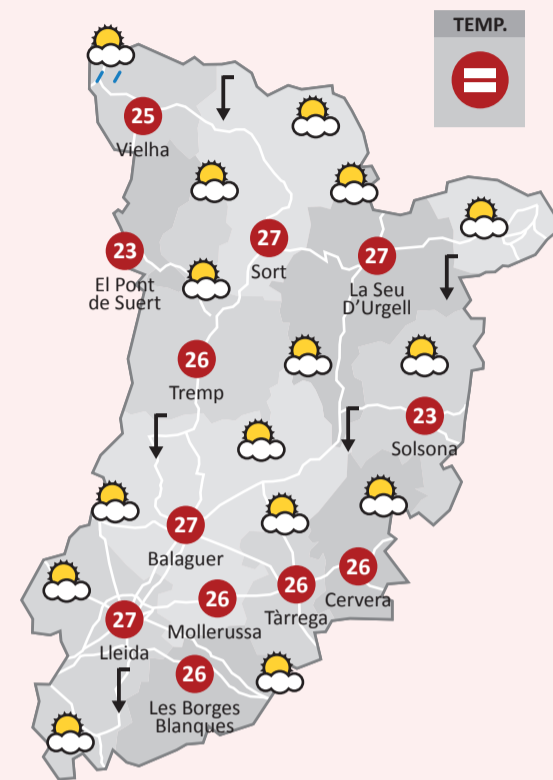 TEMP.
25
Vielha
23
El Pont
de Suert
27
Sort
27
La Seu
D'Urgell
26
Tremp
23
Solsona
27
Balaguer
26
Mollerussa
26
Tàrrega
26
Cervera
27
Lleida
26
Les Borges
Blanques